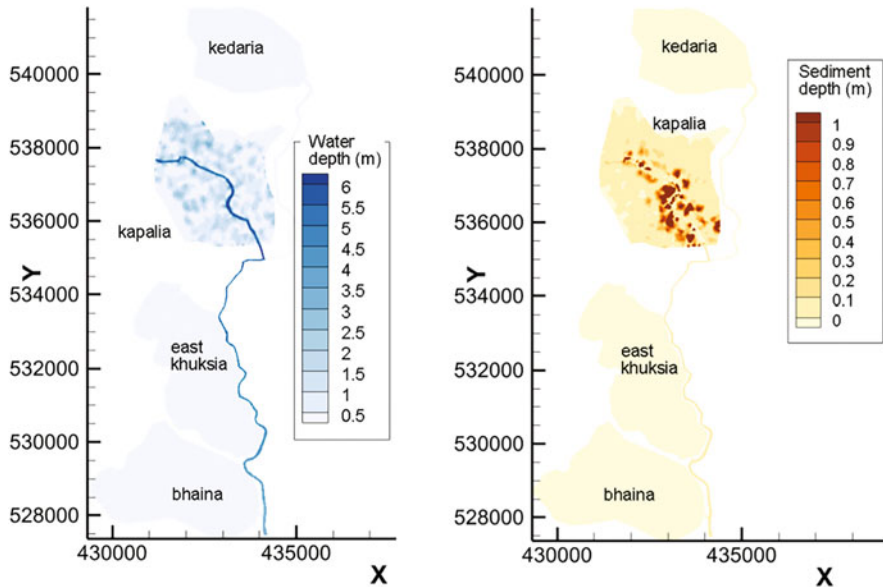 kedaria
540000
538000
536000
kapalia
Y
534000
532000
east
khuksia
530000
bhaina
528000
430000
435000
X
Water
depth (m)
6
5.5
5
4.5
4
3.5
3
2.5
2
1.5
1
0.5
kedaria
540000
kapalia
538000
536000
Y
534000
east
khuksia
532000
530000
bhaina
528000
430000
435000
X
Sediment
depth (m)
1
0.9
0.8
0.7
0.6
0.5
0.4
0.3
0.2
0.1
0